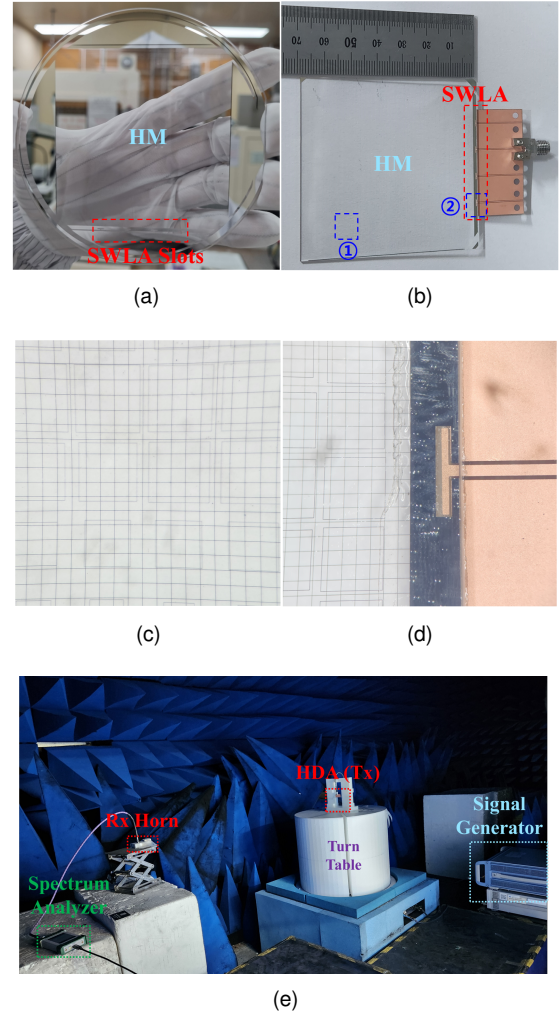 HM
SWLA Slots
(a)
70 60 50 40 30 20 10
SWLA
HM
②
①
(b)
(c)
(d)
HDA (Tx)
Rx Horn
Signal
Generator
Turn
Table
Spectrum
Analyzer
(e)